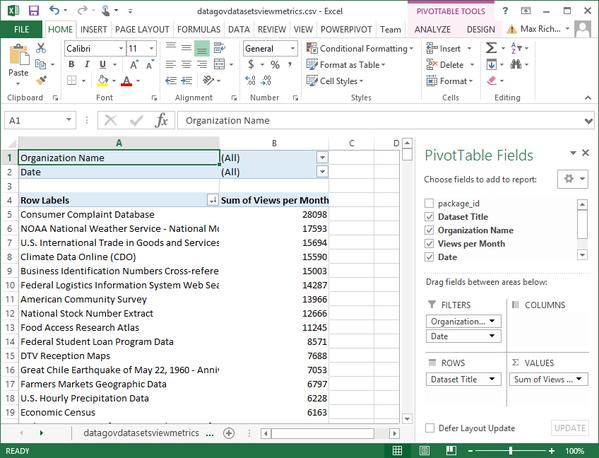 datagovdatasetsviewmetrics.csv - Excel
PIVOTTABLE TOOLS
FILE HOME INSERT PAGE LAYOUT FORMULAS DATA REVIEW VIEW POWERPIVOT Team ANALYZE DESIGN Max Rich...
Paste
Calibri 11
General
Conditional Formatting
Format as Table
Cell Styles
Insert
Delete
Format
Clipboard Font Alignment Number Styles Cells Editing
A1 Organization Name
A B C D
1 Organization Name (All)
2 Date (All)
3
4 Row Labels Sum of Views per Month
5 Consumer Complaint Database 28098
6 NOAA National Weather Service - National Mo 17593
7 U.S. International Trade in Goods and Services 15694
8 Climate Data Online (CDO) 15590
9 Business Identification Numbers Cross-refere 15003
10 Federal Logistics Information System Web Sea 14287
11 American Community Survey 13966
12 National Stock Number Extract 12666
13 Food Access Research Atlas 11245
14 Federal Student Loan Program Data 8571
15 DTV Reception Maps 7688
16 Great Chile Earthquake of May 22, 1960 - Anniv 7053
17 Farmers Markets Geographic Data 6797
18 U.S. Hourly Precipitation Data 6228
19 Economic Census 6163
datagovdatasetsviewmetrics ...
READY
100%
PivotTable Fields
Choose fields to add to report:
package_id
Dataset Title
Organization Name
Views per Month
Date
Drag fields between areas below:
FILTERS
Organization...
Date
COLUMNS
ROWS
Dataset Title
VALUES
Sum of Views ...
Defer Layout Update
UPDATE